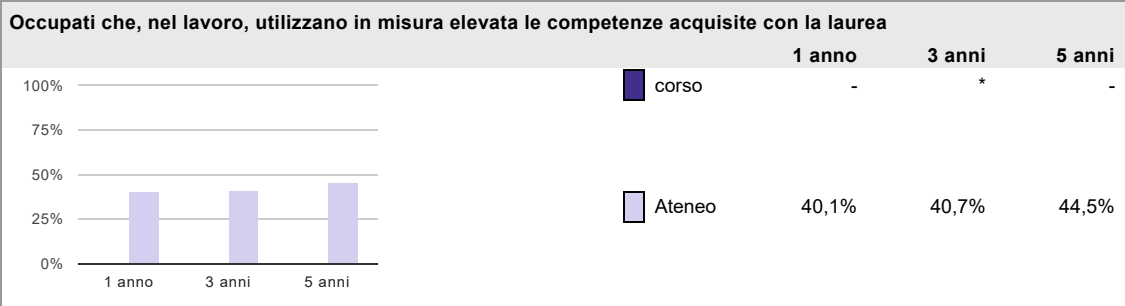 Occupati che, nel lavoro, utilizzano in misura elevata le competenze acquisite con la laurea
1 anno 3 anni 5 anni
corso - * -
Ateneo 40,1% 40,7% 44,5%
100%
75%
50%
25%
0%
1 anno 3 anni 5 anni